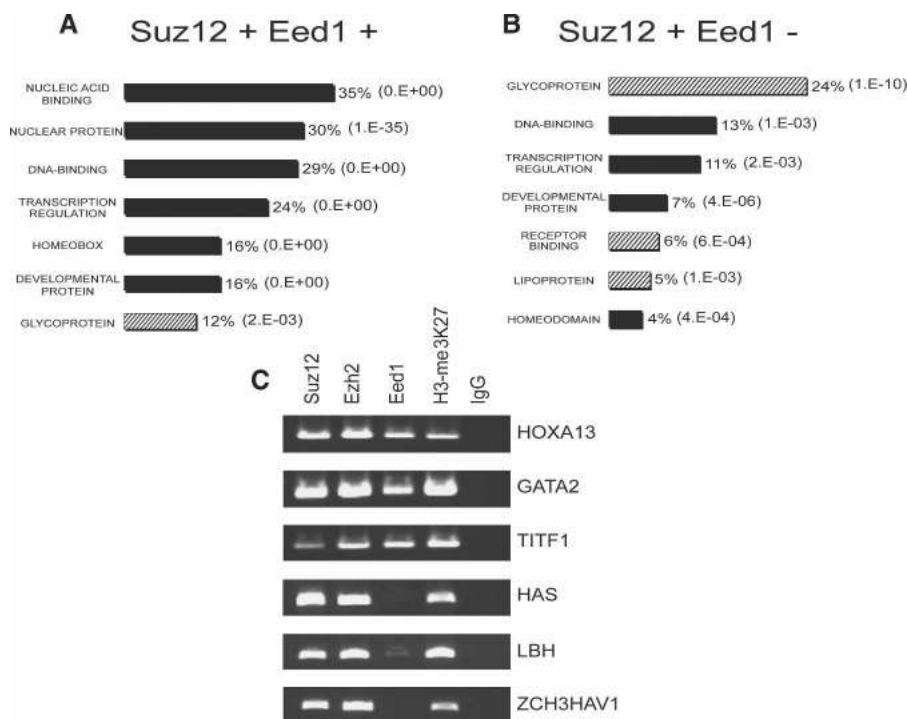 A Suz12 + Eed1 +
NUCLEIC ACID
BINDING
35% (0.E+00)
NUCLEAR PROTEIN
30% (1.E-35)
DNA-BINDING
29% (0.E+00)
TRANSCRIPTION
REGULATION
24% (0.E+00)
HOMEOBOX
16% (0.E+00)
DEVELOPMENTAL
PROTEIN
16% (0.E+00)
GLYCOPROTEIN
12% (2.E-03)
B Suz12 + Eed1 -
GLYCOPROTEIN
24% (1.E-10)
DNA-BINDING
13% (1.E-03)
TRANSCRIPTION
REGULATION
11% (2.E-03)
DEVELOPMENTAL
PROTEIN
7% (4.E-06)
RECEPTOR
BINDING
6% (6.E-04)
LIPOPROTEIN
5% (1.E-03)
HOMEODOMAIN
4% (4.E-04)
C
Suz12
Ezh2
Eed1
H3-me3K27
IgG
HOXA13
GATA2
TITF1
HAS
LBH
ZCH3HAV1